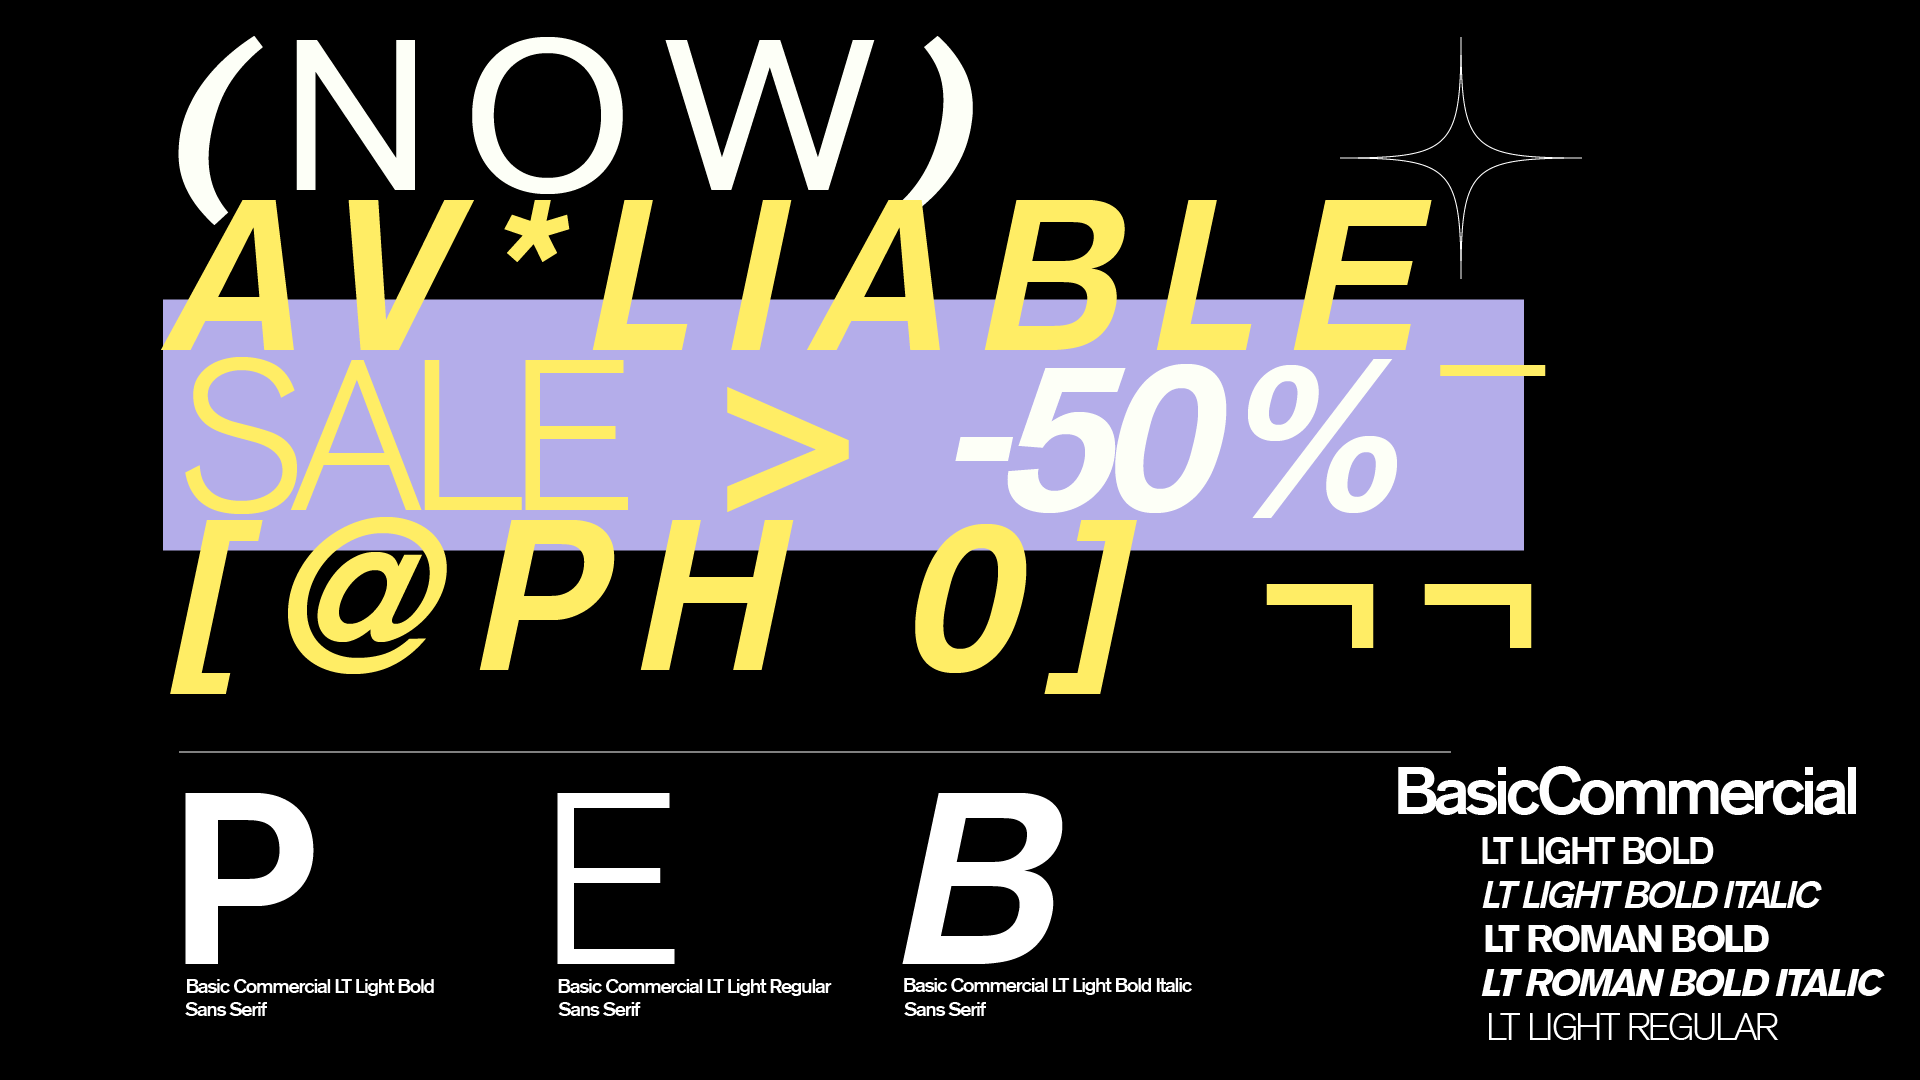 (NOW)
AV*LIABLE
SALE > -50% _
[@PH 0] ¬¬
P
E
B
Basic Commercial LT Light Bold
Sans Serif
Basic Commercial LT Light Regular
Sans Serif
Basic Commercial LT Light Bold Italic
Sans Serif
BasicCommercial
LT LIGHT BOLD
LT LIGHT BOLD ITALIC
LT ROMAN BOLD
LT ROMAN BOLD ITALIC
LT LIGHT REGULAR